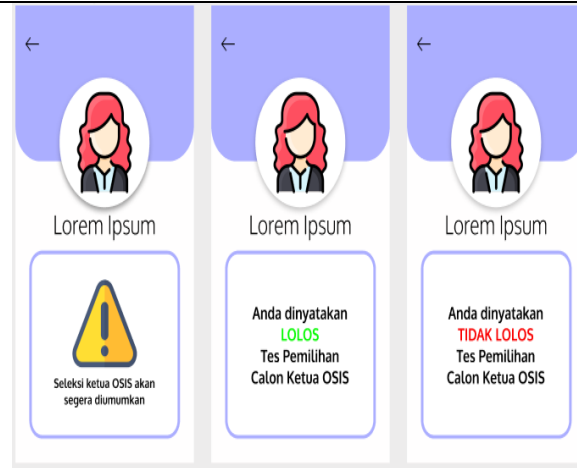 Lorem Ipsum
Seleksi ketua OSIS akan
segera diumumkan
Lorem Ipsum
Anda dinyatakan
LOLOS
Tes Pemilihan
Calon Ketua OSIS
Lorem Ipsum
Anda dinyatakan
TIDAK LOLOS
Tes Pemilihan
Calon Ketua OSIS